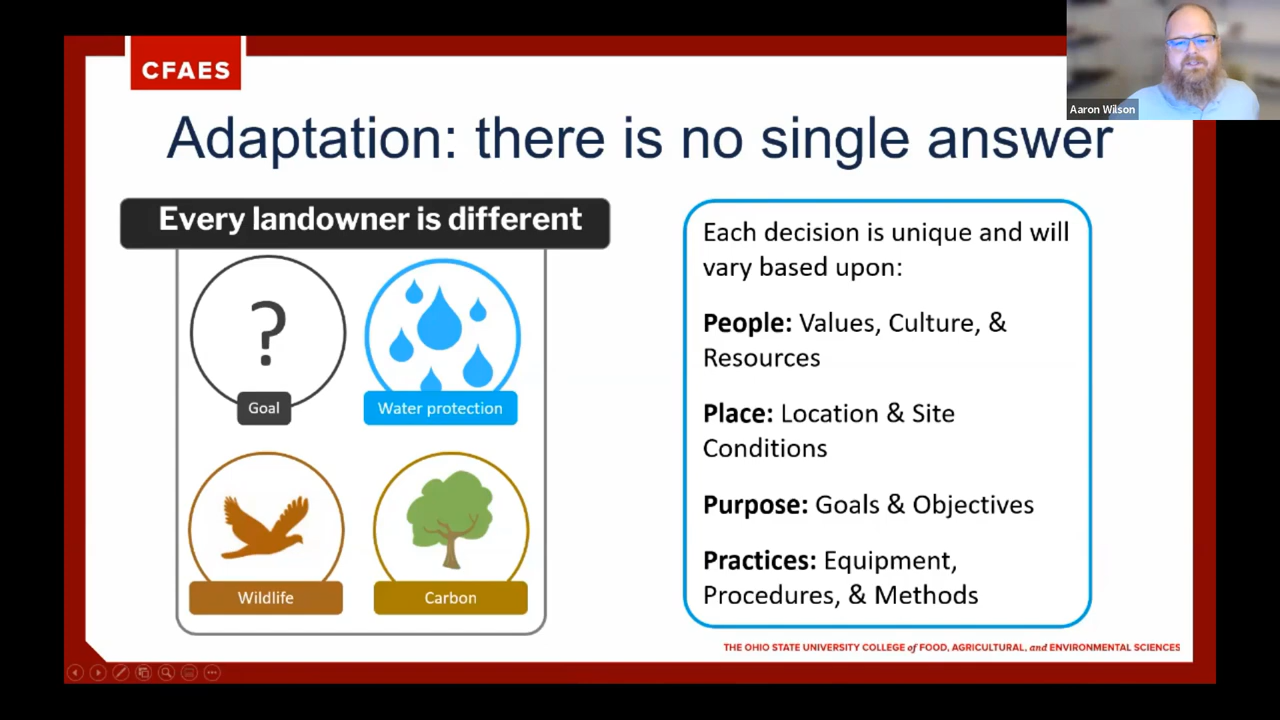 CFAES
Aaron Wilson
Adaptation: there is no single answer
Every landowner is different
?
Goal
Water protection
Wildlife
Carbon
Each decision is unique and will
vary based upon:
People: Values, Culture, &
Resources
Place: Location & Site
Conditions
Purpose: Goals & Objectives
Practices: Equipment,
Procedures, & Methods
THE OHIO STATE UNIVERSITY COLLEGE of FOOD, AGRICULTURAL, and ENVIRONMENTAL SCIENCES